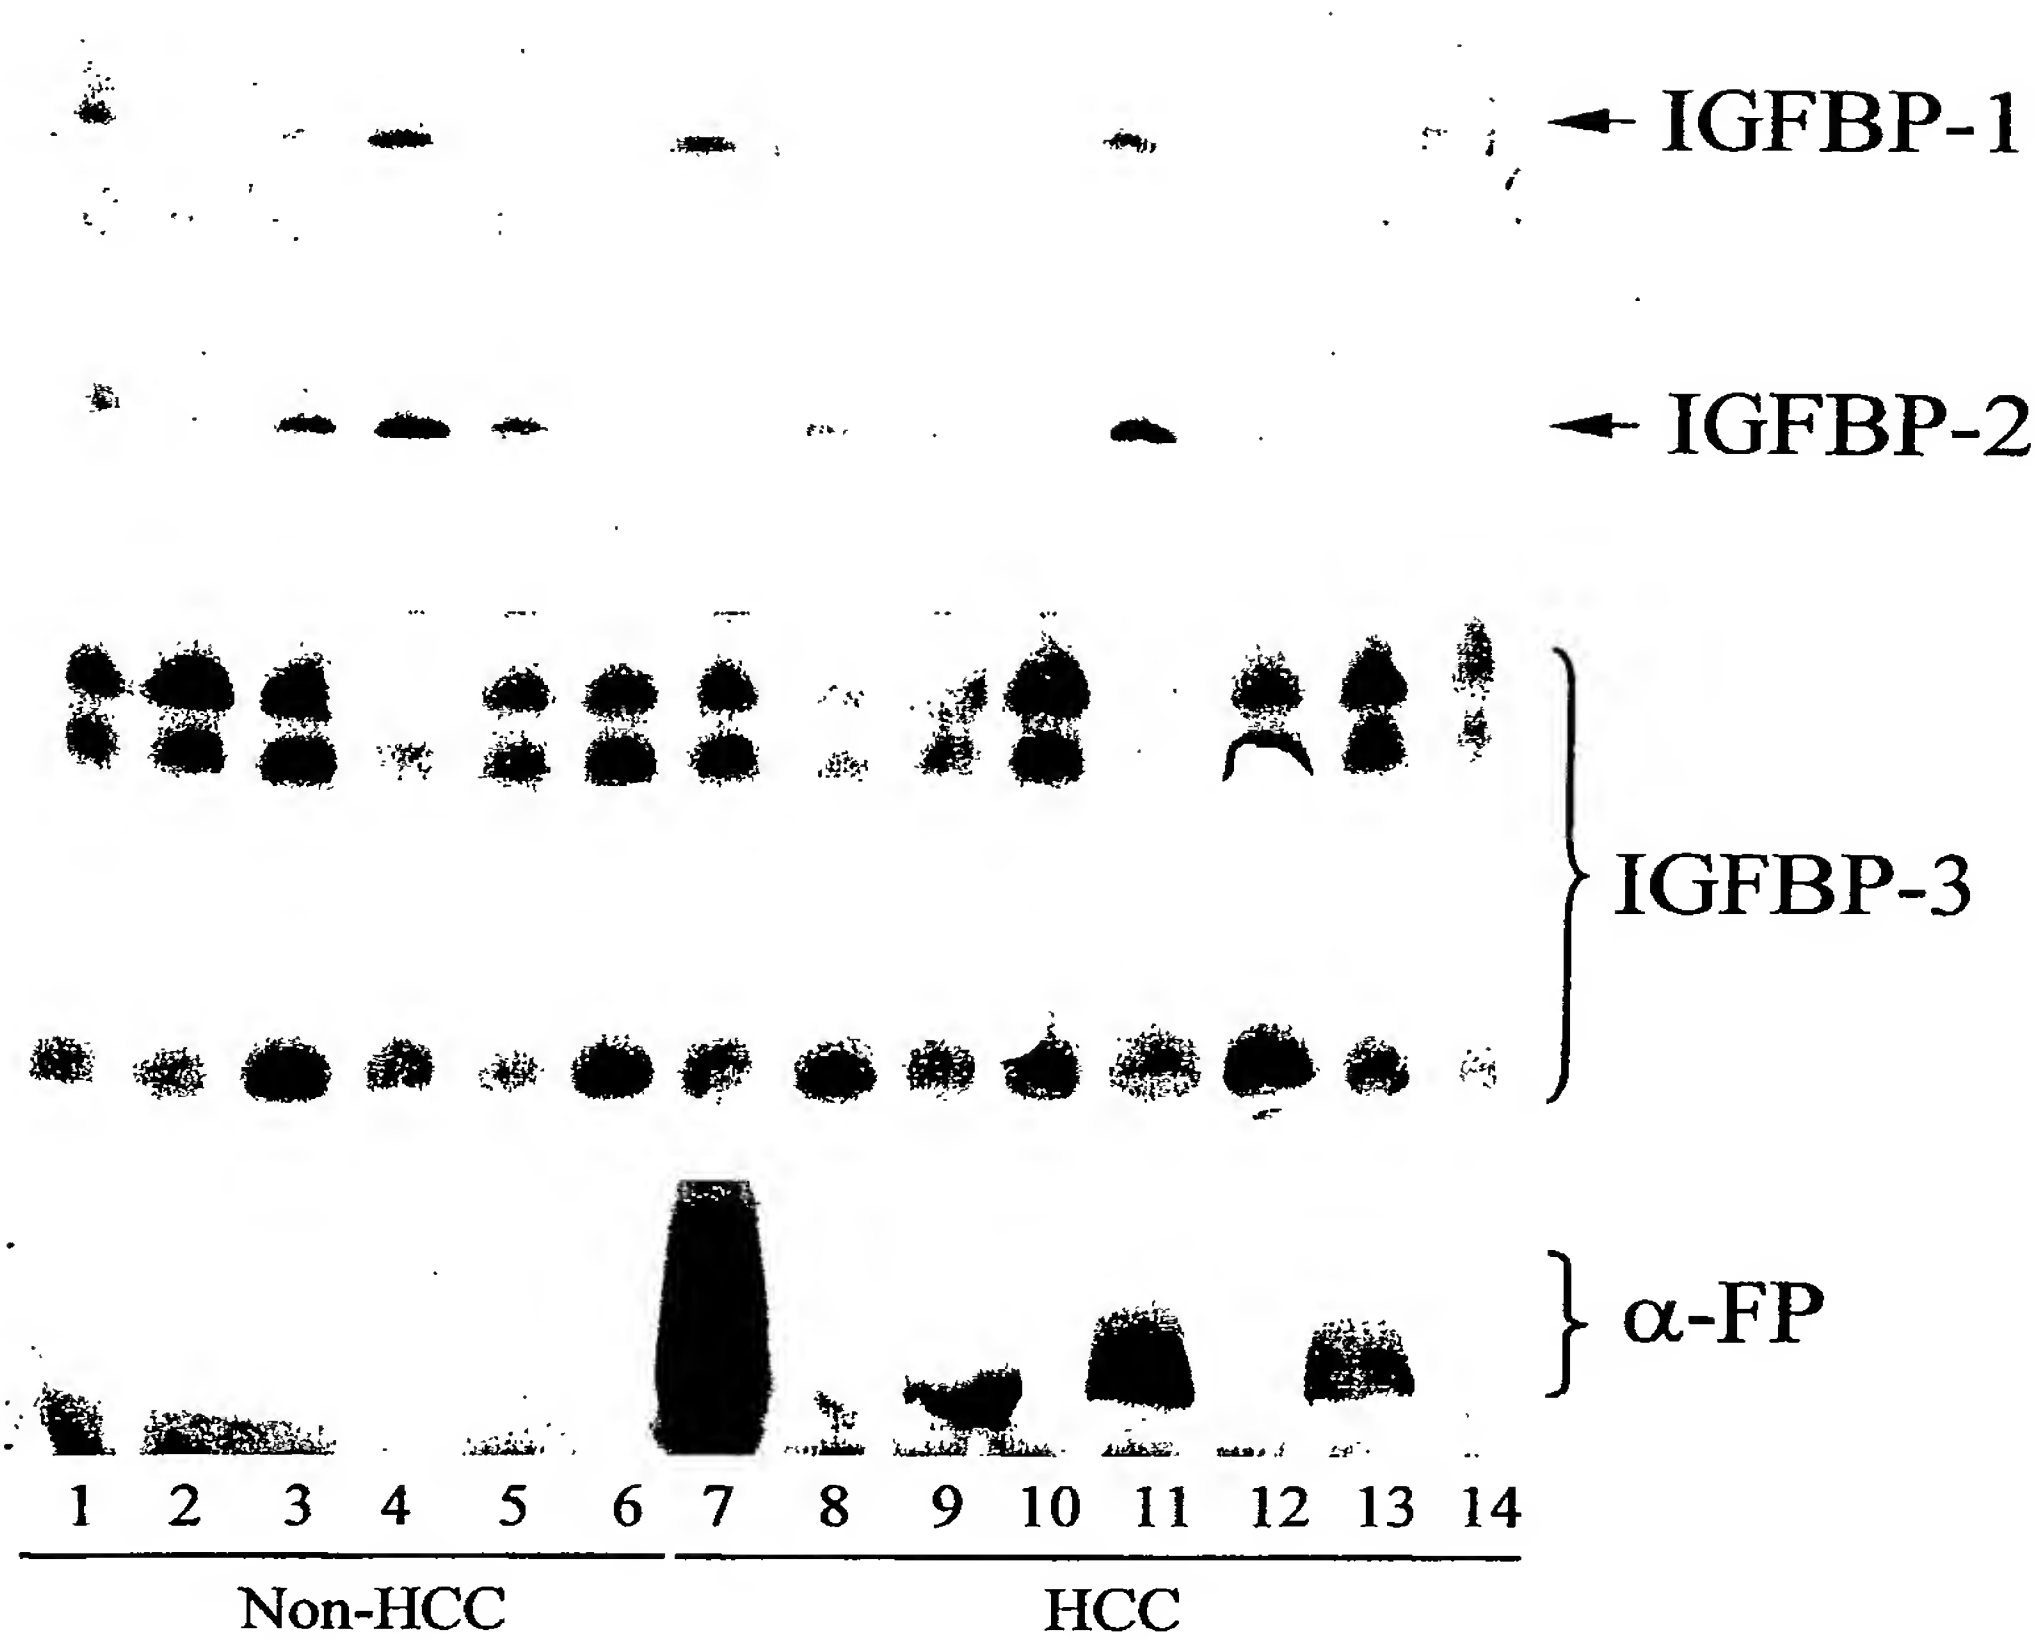 IGFBP-1
IGFBP-2
IGFBP-3
α-FP
1 2 3 4 5 6 7 8 9 10 11 12 13 14
Non-HCC HCC